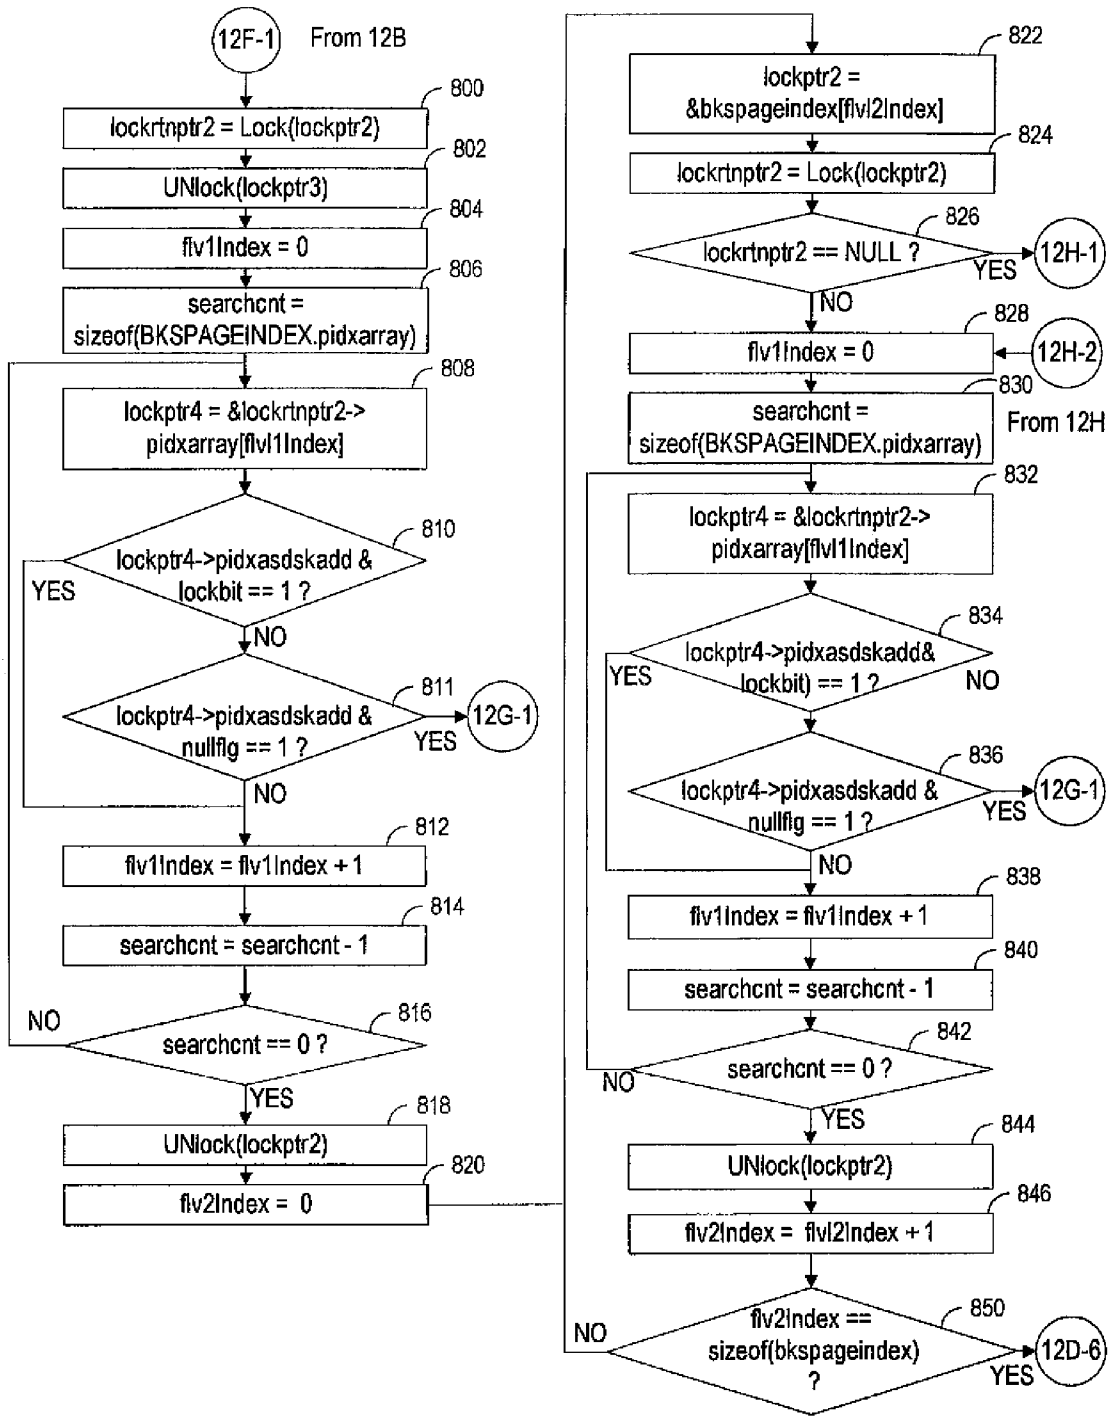 12F-1
From 12B
800
lockrtnptr2 = Lock(lockptr2)
802
UNlock(lockptr3)
804
flv1Index = 0
806
searchcnt =
sizeof(BKSPAGEINDEX.pidxarray)
808
lockptr4 = &lockrtnptr2->
pidxarray[flvl1Index]
810
lockptr4->pidxasdskadd &
lockbit == 1 ?
YES
NO
811
lockptr4->pidxasdskadd &
nullflg == 1 ?
YES
12G-1
NO
812
flv1Index = flv1Index + 1
814
searchcnt = searchcnt - 1
816
searchcnt == 0 ?
NO
YES
818
UNlock(lockptr2)
820
flv2Index = 0
822
lockptr2 =
&bkspageindex[flvl2Index]
824
lockrtnptr2 = Lock(lockptr2)
826
lockrtnptr2 == NULL ?
YES
12H-1
NO
828
flv1Index = 0
12H-2
From 12H
830
searchcnt =
sizeof(BKSPAGEINDEX.pidxarray)
832
lockptr4 = &lockrtnptr2->
pidxarray[flvl1Index]
834
lockptr4->pidxasdskadd&
lockbit) == 1 ?
YES
NO
836
lockptr4->pidxasdskadd &
nullflg == 1 ?
YES
12G-1
NO
838
flv1Index = flv1Index + 1
840
searchcnt = searchcnt - 1
842
searchcnt == 0 ?
NO
YES
844
UNlock(lockptr2)
846
flv2Index = flvl2Index + 1
850
flv2Index ==
sizeof(bkspageindex)
?
NO
YES
12D-6